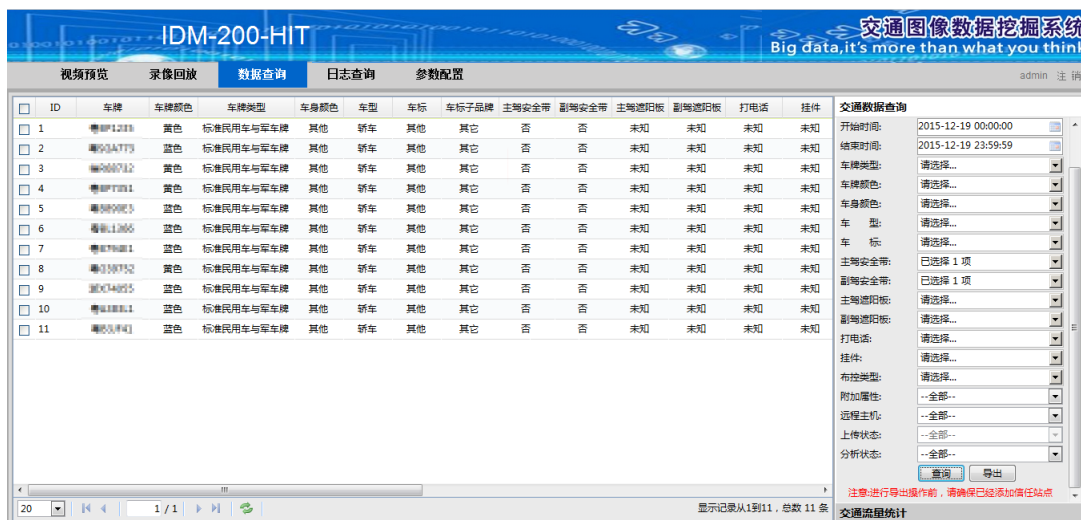 IDM-200-HIT
交通图像数据挖掘系统
Big data,it's more than what you think
视频预览 录像回放 数据查询 日志查询 参数配置 admin 注 销
ID 车牌 车牌颜色 车牌类型 车身颜色 车型 车标 车标子品牌 主驾安全带 副驾安全带 主驾遮阳板 副驾遮阳板 打电话 挂件
1 黄色 标准民用车与军车牌 其他 轿车 其他 其它 否 否 未知 未知 未知 未知
2 蓝色 标准民用车与军车牌 其他 轿车 其他 其它 否 否 未知 未知 未知 未知
3 黄色 标准民用车与军车牌 其他 轿车 其他 其它 否 否 未知 未知 未知 未知
4 黄色 标准民用车与军车牌 其他 轿车 其他 其它 否 否 未知 未知 未知 未知
5 蓝色 标准民用车与军车牌 其他 轿车 其他 其它 否 否 未知 未知 未知 未知
6 蓝色 标准民用车与军车牌 其他 轿车 其他 其它 否 否 未知 未知 未知 未知
7 蓝色 标准民用车与军车牌 其他 轿车 其他 其它 否 否 未知 未知 未知 未知
8 黄色 标准民用车与军车牌 其他 轿车 其他 其它 否 否 未知 未知 未知 未知
9 蓝色 标准民用车与军车牌 其他 轿车 其他 其它 否 否 未知 未知 未知 未知
10 蓝色 标准民用车与军车牌 其他 轿车 其他 其它 否 否 未知 未知 未知 未知
11 蓝色 标准民用车与军车牌 其他 轿车 其他 其它 否 否 未知 未知 未知 未知
20 1 / 1 显示记录从1到11，总数 11 条
交通数据查询
开始时间: 2015-12-19 00:00:00
结束时间: 2015-12-19 23:59:59
车牌类型: 请选择...
车牌颜色: 请选择...
车身颜色: 请选择...
车 型: 请选择...
车 标: 请选择...
主驾安全带: 已选择 1 项
副驾安全带: 已选择 1 项
主驾遮阳板: 请选择...
副驾遮阳板: 请选择...
打电话: 请选择...
挂件: 请选择...
布控类型: 请选择...
附加属性: --全部--
远程主机: --全部--
上传状态: --全部--
分析状态: --全部--
查询 导出
注意:进行导出操作前，请确保已经添加信任站点
交通流量统计